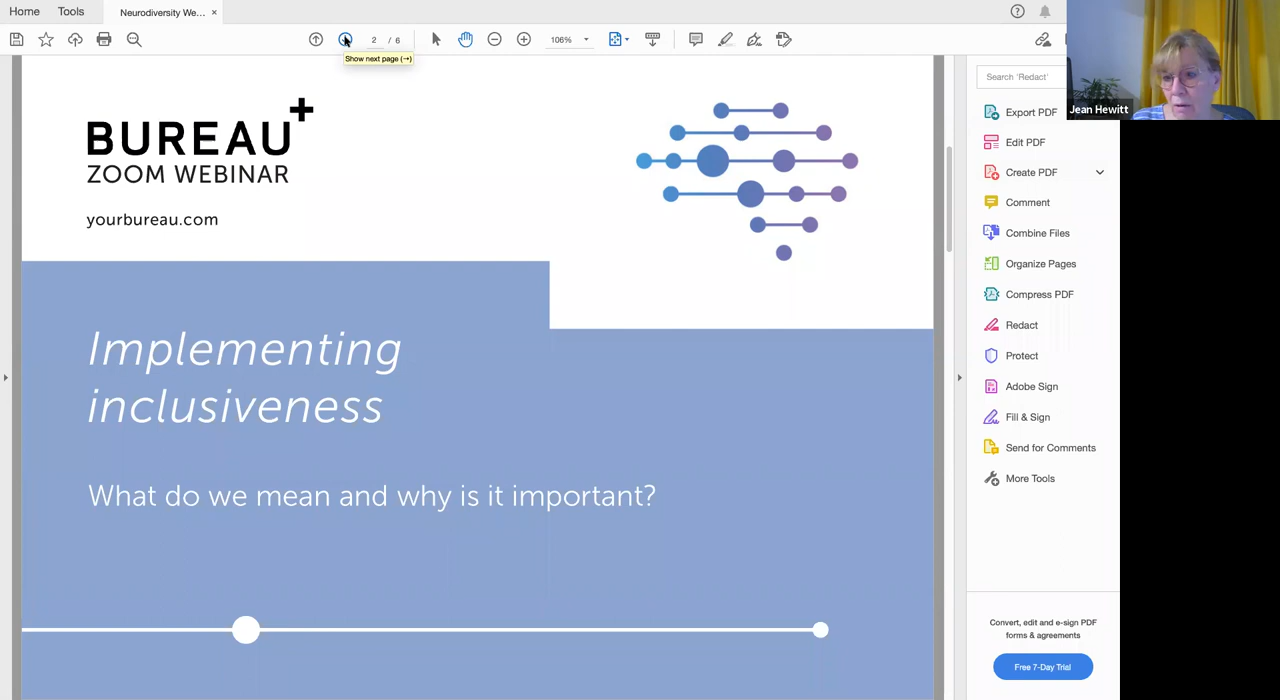 Home
Tools
Neurodiversity We...
×
2
/ 6
106%
Show next page (→)
BUREAU+
ZOOM WEBINAR
yourbureau.com
Implementing
inclusiveness
What do we mean and why is it important?
Search 'Redact'
Export PDF
Edit PDF
Create PDF
Comment
Combine Files
Organize Pages
Compress PDF
Redact
Protect
Adobe Sign
Fill & Sign
Send for Comments
More Tools
Convert, edit and e-sign PDF
forms & agreements
Free 7-Day Trial
Jean Hewitt